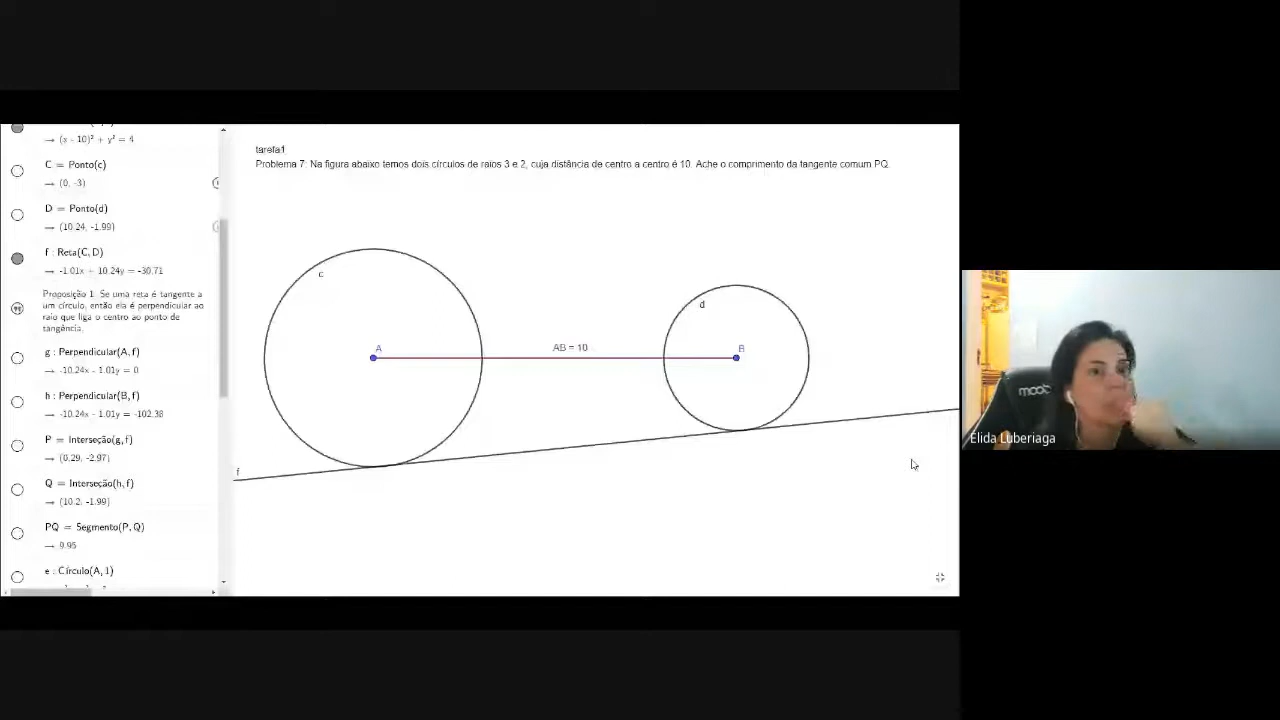 → (x - 10)² + y² = 4
C = Ponto(c)
→ (0, -3)
D = Ponto(d)
→ (10.24, -1.99)
f : Reta(C, D)
→ -1.01x + 10.24y = -30.71
Proposição 1: Se uma reta é tangente a
um círculo, então ela é perpendicular ao
raio que liga o centro ao ponto de
tangência.
g : Perpendicular(A, f)
→ -10.24x - 1.01y = 0
h : Perpendicular(B, f)
→ -10.24x - 1.01y = -102.38
P = Interseção(g, f)
→ (0.29, -2.97)
Q = Interseção(h, f)
→ (10.2, -1.99)
PQ = Segmento(P, Q)
→ 9.95
e : Círculo(A, 1)
tarefa1
Problema 7: Na figura abaixo temos dois círculos de raios 3 e 2, cuja distância de centro a centro é 10. Ache o comprimento da tangente comum PQ.
c
d
A
AB = 10
B
f
moob
Élida Luberiaga